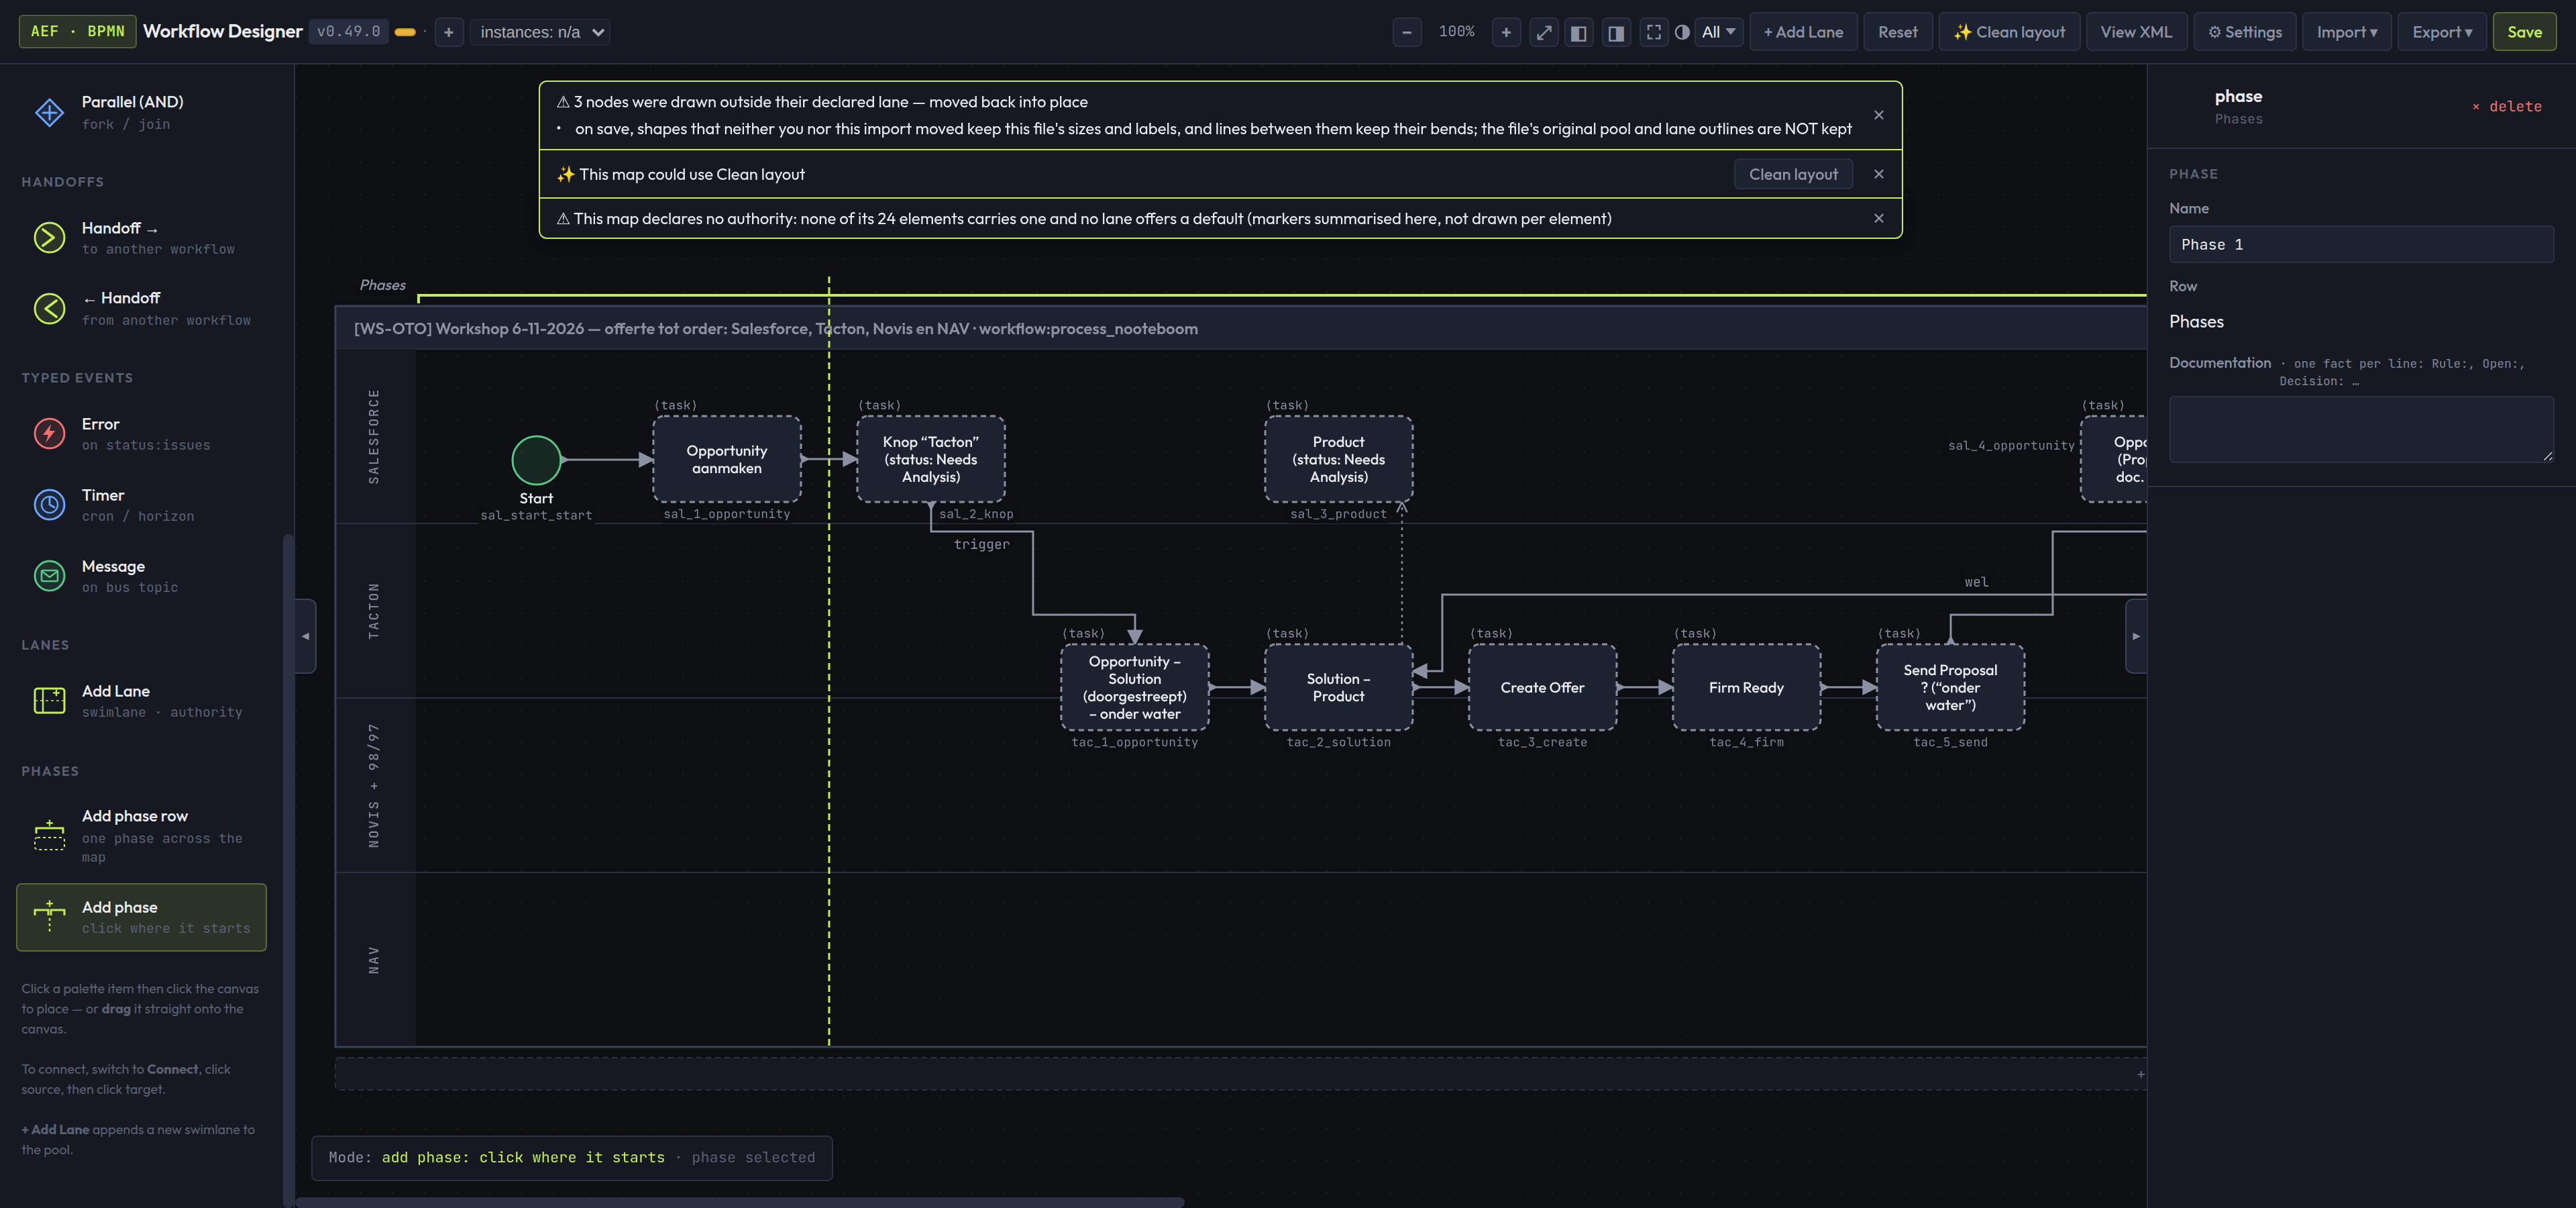 AEF · BPMN Workflow Designer v0.49.0 · + instances: n/a
− 100% + All + Add Lane Reset ✨ Clean layout View XML ⚙ Settings Import ▾ Export ▾ Save
Parallel (AND)
fork / join
HANDOFFS
Handoff →
to another workflow
← Handoff
from another workflow
TYPED EVENTS
Error
on status:issues
Timer
cron / horizon
Message
on bus topic
LANES
Add Lane
swimlane · authority
PHASES
Add phase row
one phase across the
map
Add phase
click where it starts
Click a palette item then click the canvas
to place — or drag it straight onto the
canvas.
To connect, switch to Connect, click
source, then click target.
+ Add Lane appends a new swimlane to
the pool.
⚠ 3 nodes were drawn outside their declared lane — moved back into place ×
• on save, shapes that neither you nor this import moved keep this file's sizes and labels, and lines between them keep their bends; the file's original pool and lane outlines are NOT kept
✨ This map could use Clean layout Clean layout ×
⚠ This map declares no authority: none of its 24 elements carries one and no lane offers a default (markers summarised here, not drawn per element) ×
Phases
[WS-OTO] Workshop 6-11-2026 — offerte tot order: Salesforce, Tacton, Novis en NAV · workflow:process_nooteboom
SALESFORCE
Start
sal_start_start
(task)
Opportunity
aanmaken
sal_1_opportunity
(task)
Knop “Tacton”
(status: Needs
Analysis)
sal_2_knop
trigger
(task)
Product
(status: Needs
Analysis)
sal_3_product
(task)
sal_4_opportunity
Oppo
(Prop
doc.
TACTON
wel
(task)
Opportunity –
Solution
(doorgestreept)
– onder water
tac_1_opportunity
(task)
Solution –
Product
tac_2_solution
(task)
Create Offer
tac_3_create
(task)
Firm Ready
tac_4_firm
(task)
Send Proposal
? (“onder
water”)
tac_5_send
NOVIS + 98/97
NAV
+
Mode: add phase: click where it starts · phase selected
phase
Phases
× delete
PHASE
Name
Phase 1
Row
Phases
Documentation · one fact per line: Rule:, Open:,
Decision: …